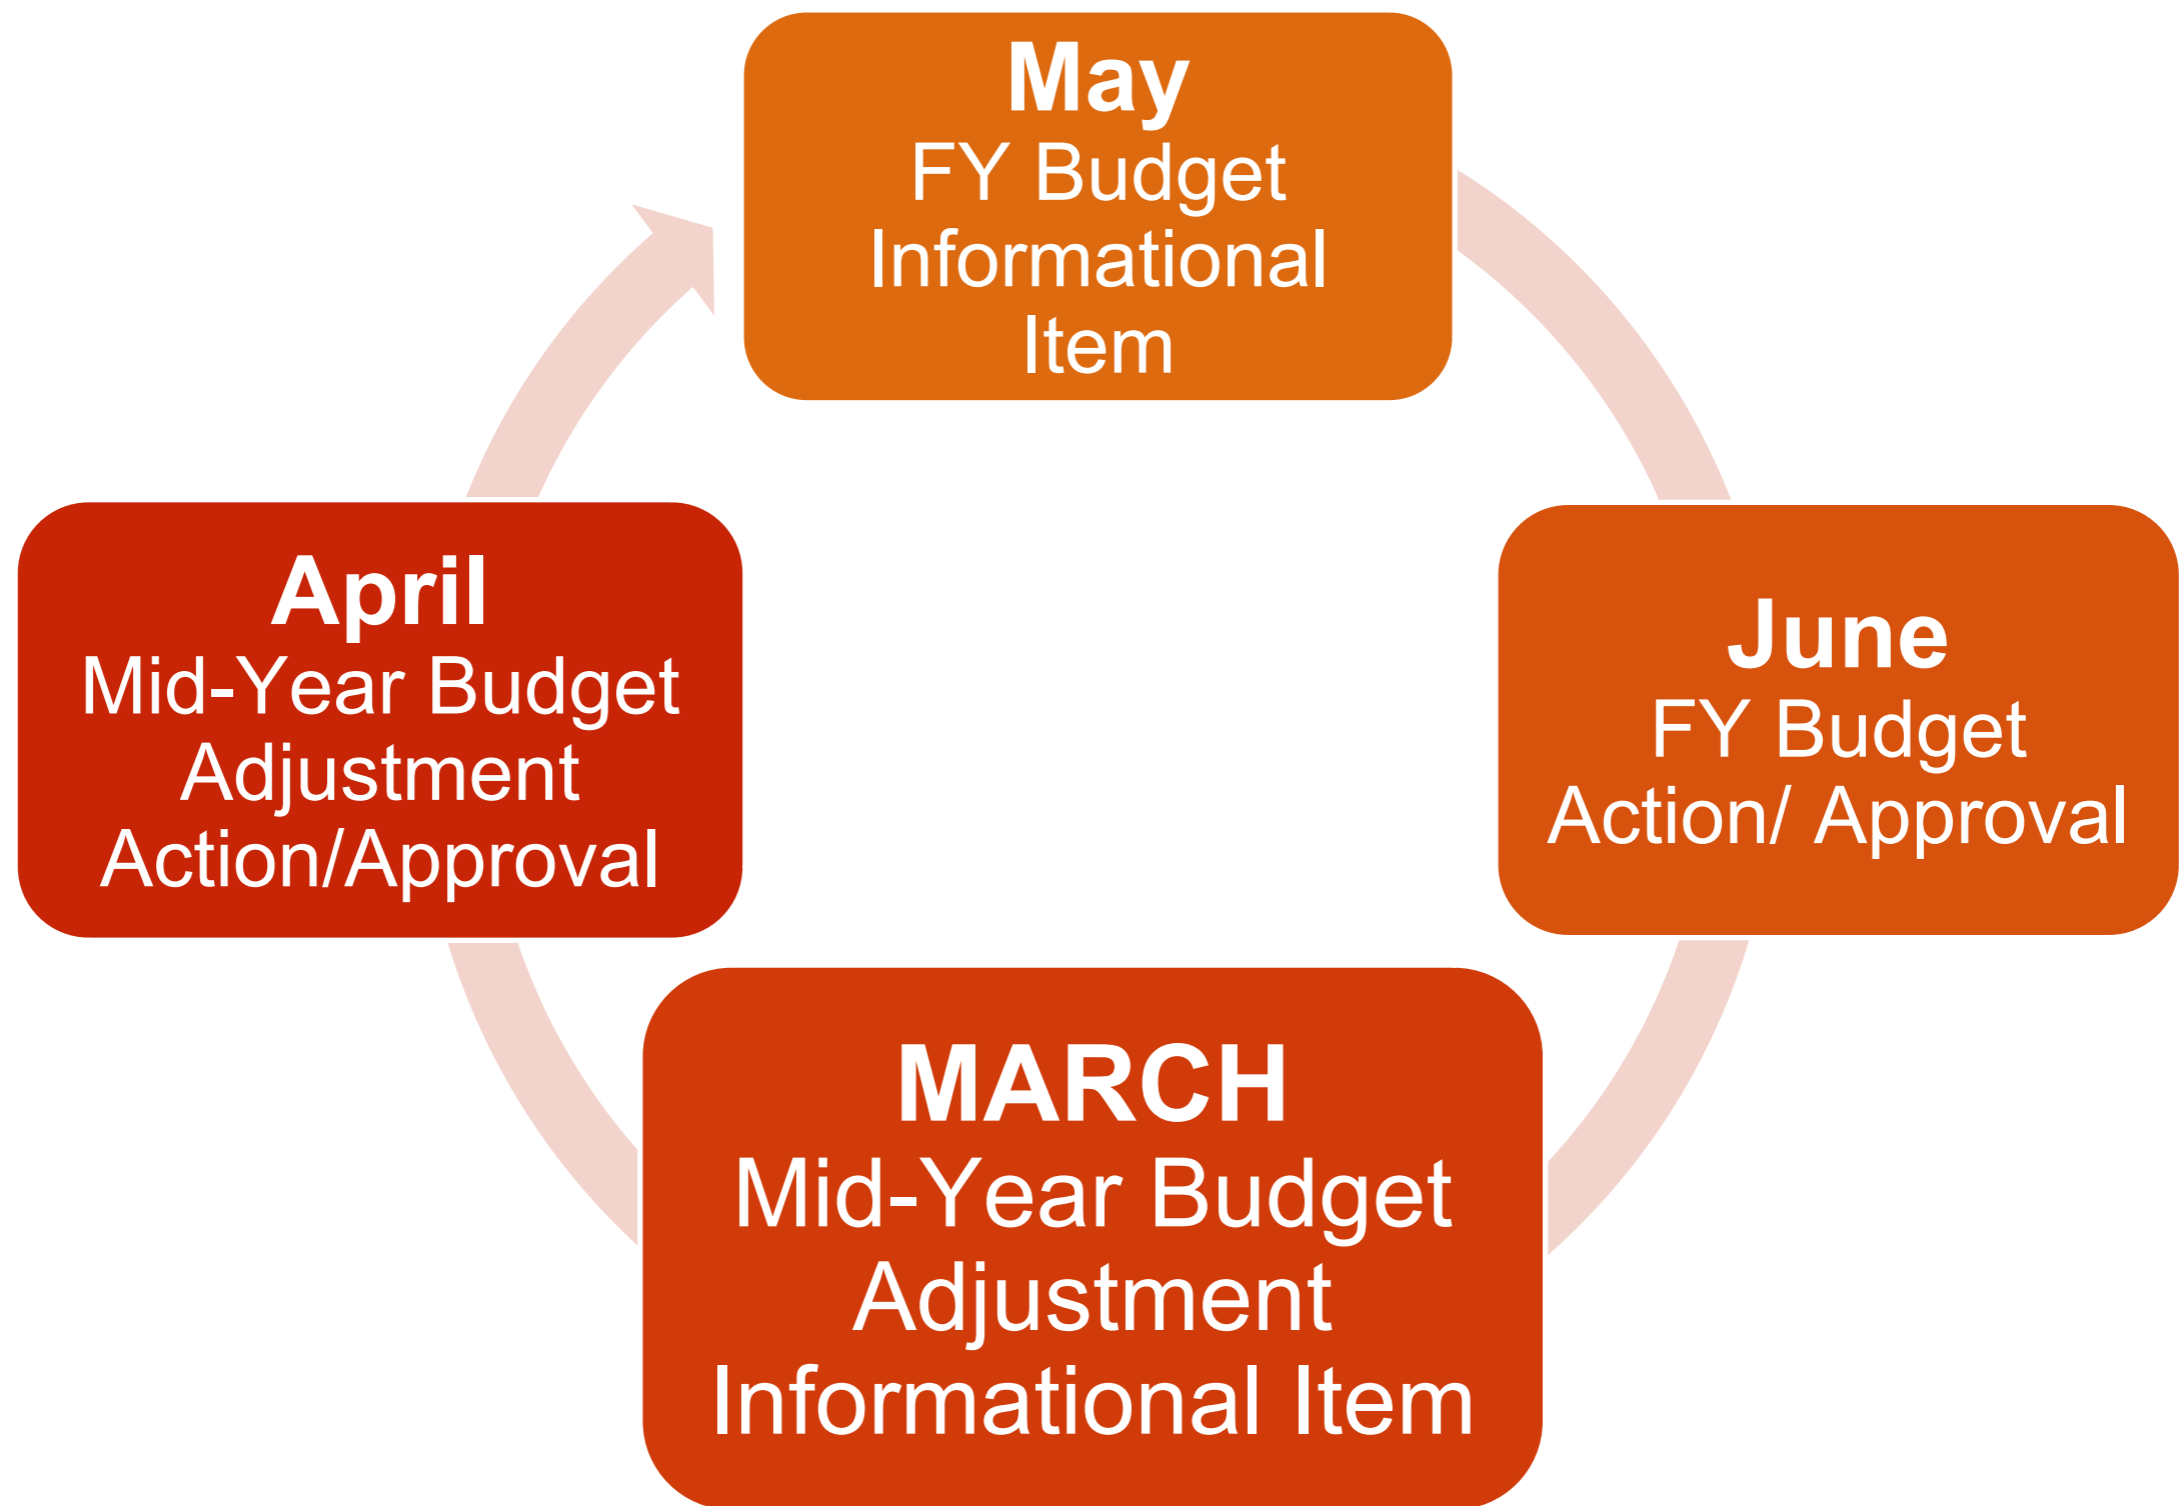 May
FY Budget
Informational
Item
June
FY Budget
Action/ Approval
MARCH
Mid-Year Budget
Adjustment
Informational Item
April
Mid-Year Budget
Adjustment
Action/Approval